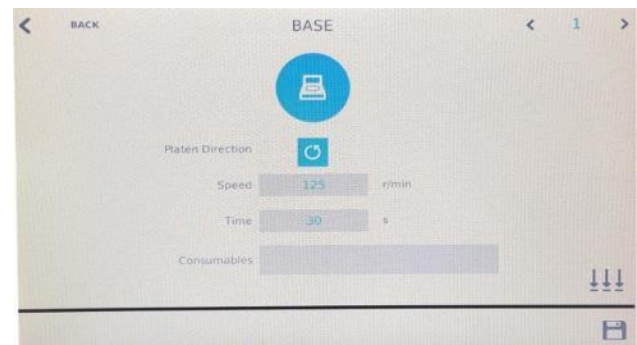 BACK BASE 1
Platen Direction
Speed 125 r/min
Time 30 s
Consumables